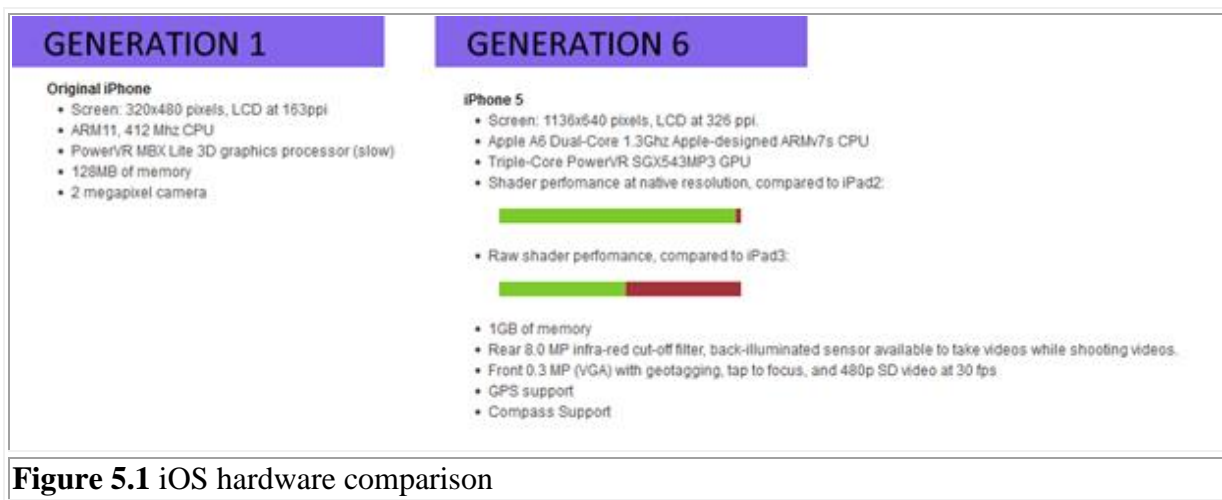 GENERATION 1
Original iPhone
• Screen: 320x480 pixels, LCD at 163ppi
• ARM11, 412 Mhz CPU
• PowerVR MBX Lite 3D graphics processor (slow)
• 128MB of memory
• 2 megapixel camera
GENERATION 6
iPhone 5
• Screen: 1136x640 pixels, LCD at 326 ppi.
• Apple A6 Dual-Core 1.3Ghz Apple-designed ARMv7s CPU
• Triple-Core PowerVR SGX543MP3 GPU
• Shader perfomance at native resolution, compared to iPad2:
• Raw shader perfomance, compared to iPad3:
• 1GB of memory
• Rear 8.0 MP infra-red cut-off filter, back-illuminated sensor available to take videos while shooting videos.
• Front 0.3 MP (VGA) with geotagging, tap to focus, and 480p SD video at 30 fps
• GPS support
• Compass Support
Figure 5.1 iOS hardware comparison